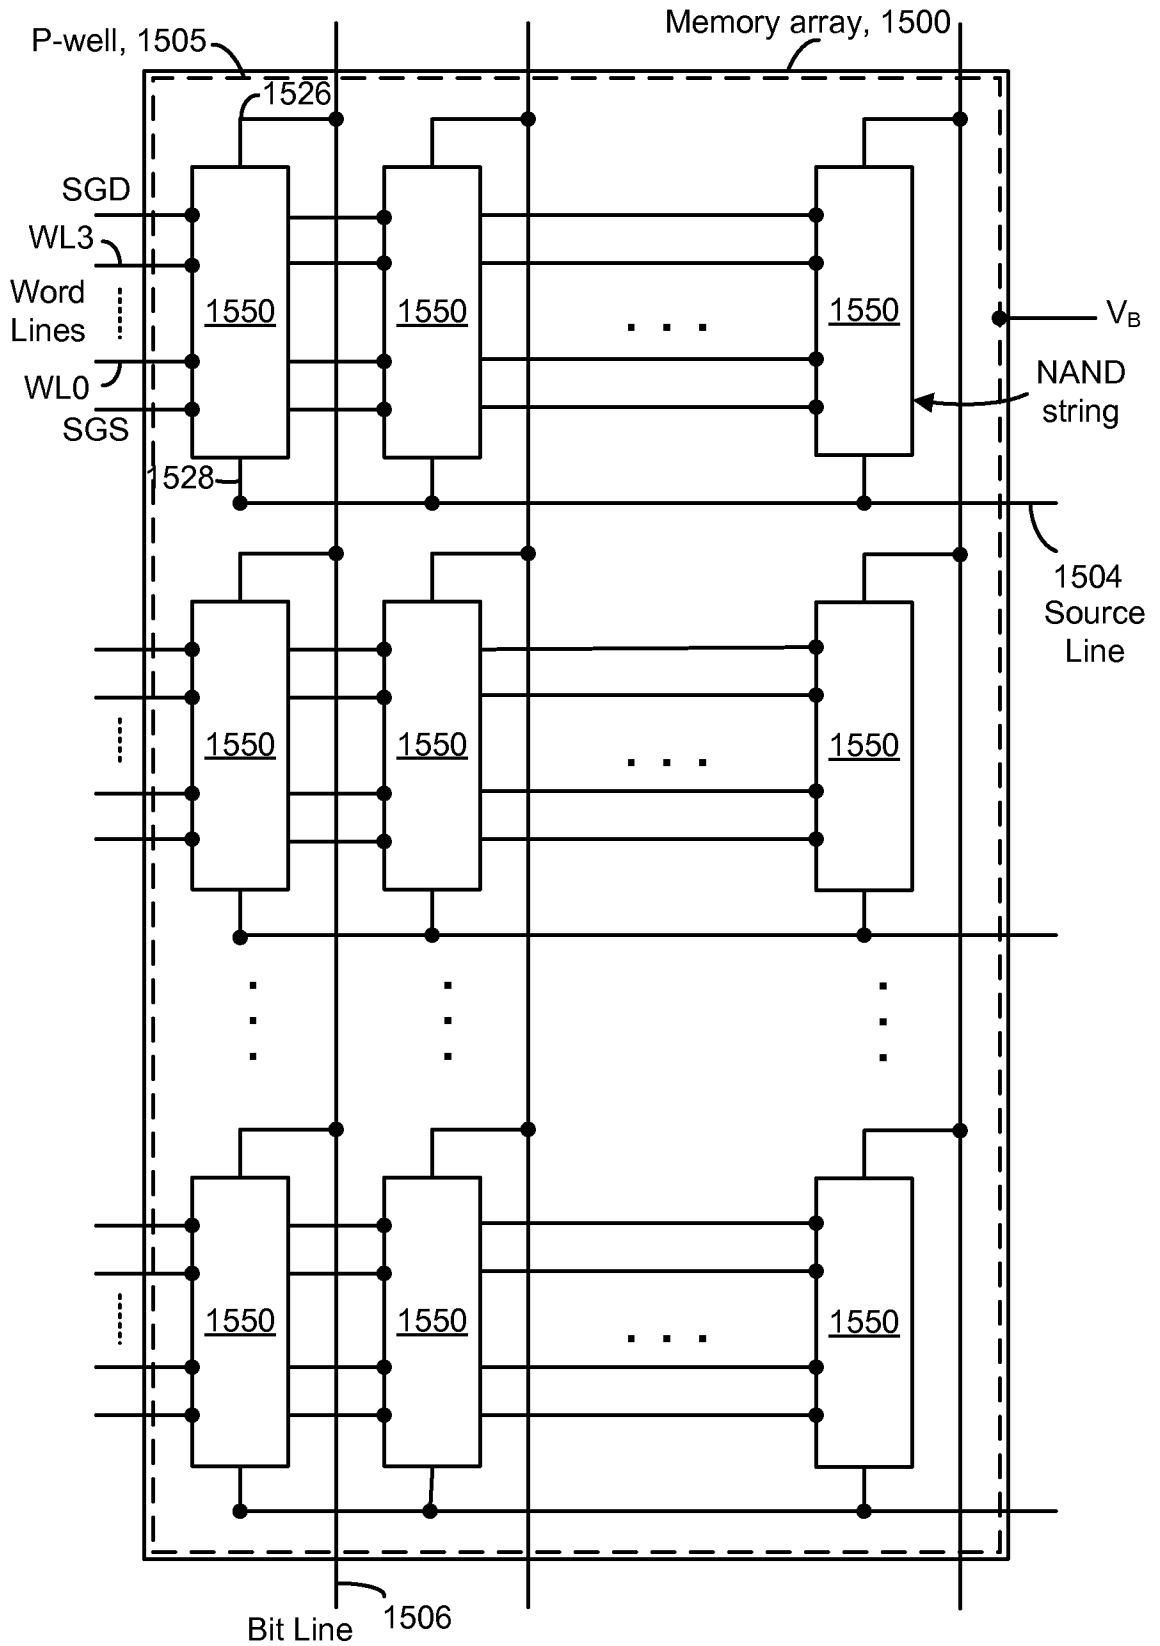 Memory array, 1500
P-well, 1505
1526
SGD
WL3
Word
Lines
WL0
SGS
1550
1550
1550
V_B
NAND
string
1528
1504
Source
Line
1550
1550
1550
1550
1550
1550
1506
Bit Line